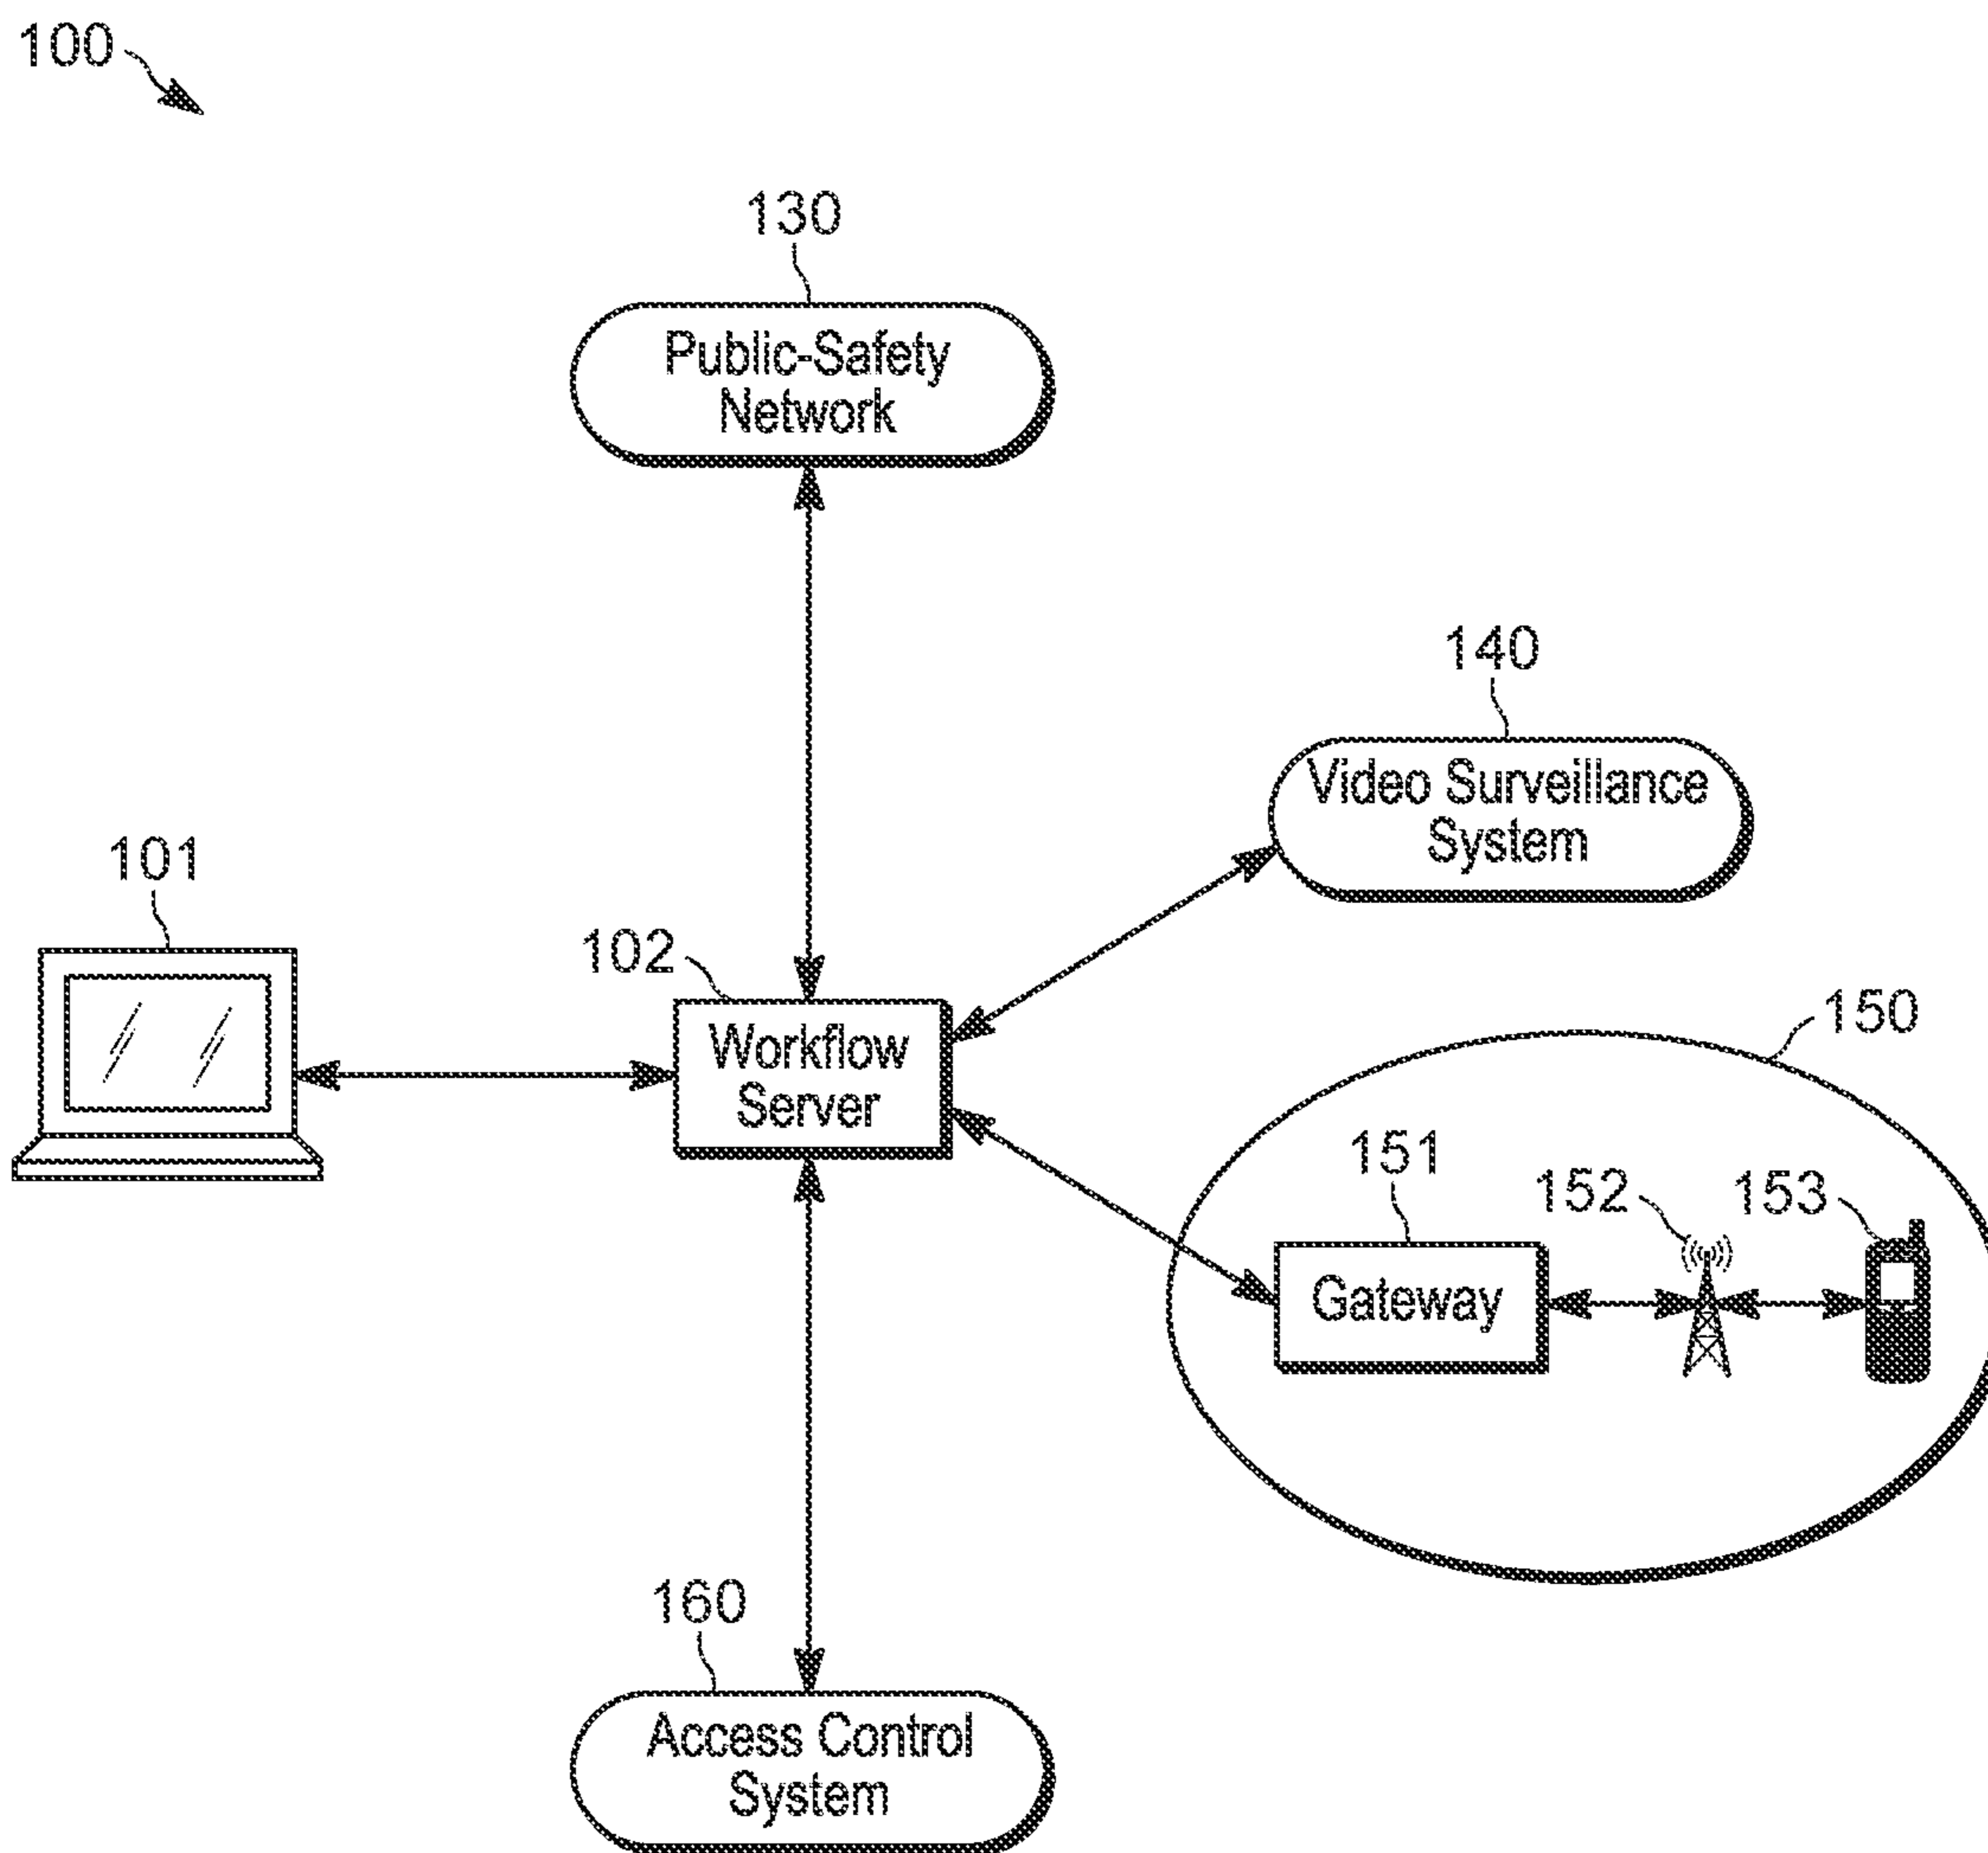 100
130
Public-Safety
Network
140
Video Surveillance
System
101
102
Workflow
Server
150
151
152
153
Gateway
160
Access Control
System